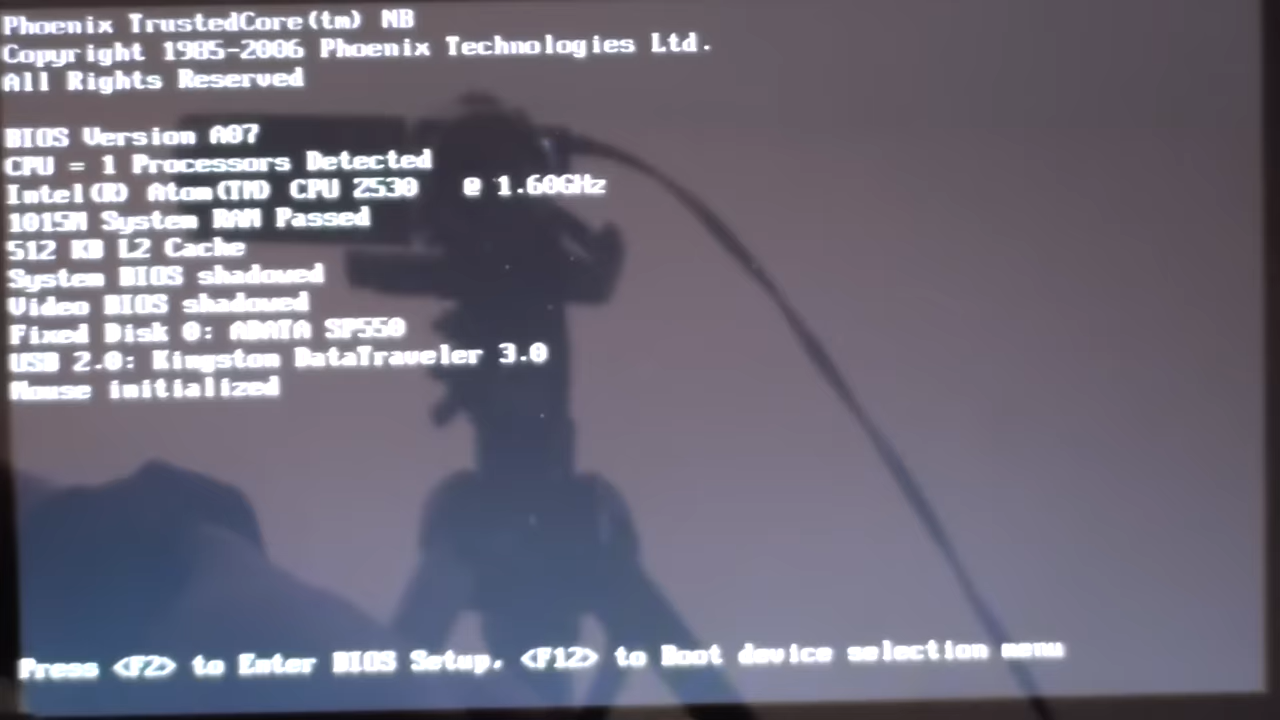 Phoenix TrustedCore(tm) NB
Copyright 1985-2006 Phoenix Technologies Ltd.
All Rights Reserved
BIOS Version A07
CPU = 1 Processors Detected
Intel(R) Atom(TM) CPU Z530 @ 1.60GHz
1015M System RAM Passed
512 KB L2 Cache
System BIOS shadowed
Video BIOS shadowed
Fixed Disk 0: ADATA SP550
USB 2.0: Kingston DataTraveler 3.0
Mouse initialized
Press <F2> to Enter BIOS Setup, <F12> to Boot device selection menu